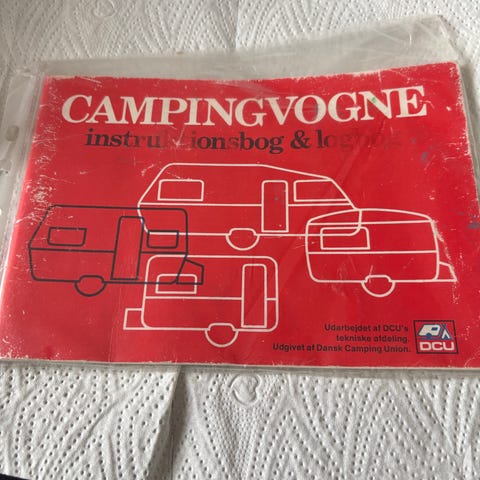 CAMPINGVOGNE
instruktionsbog & logbog
Udarbejdet af DCU's
tekniske afdeling.
Udgivet af Dansk Camping Union.
DCU